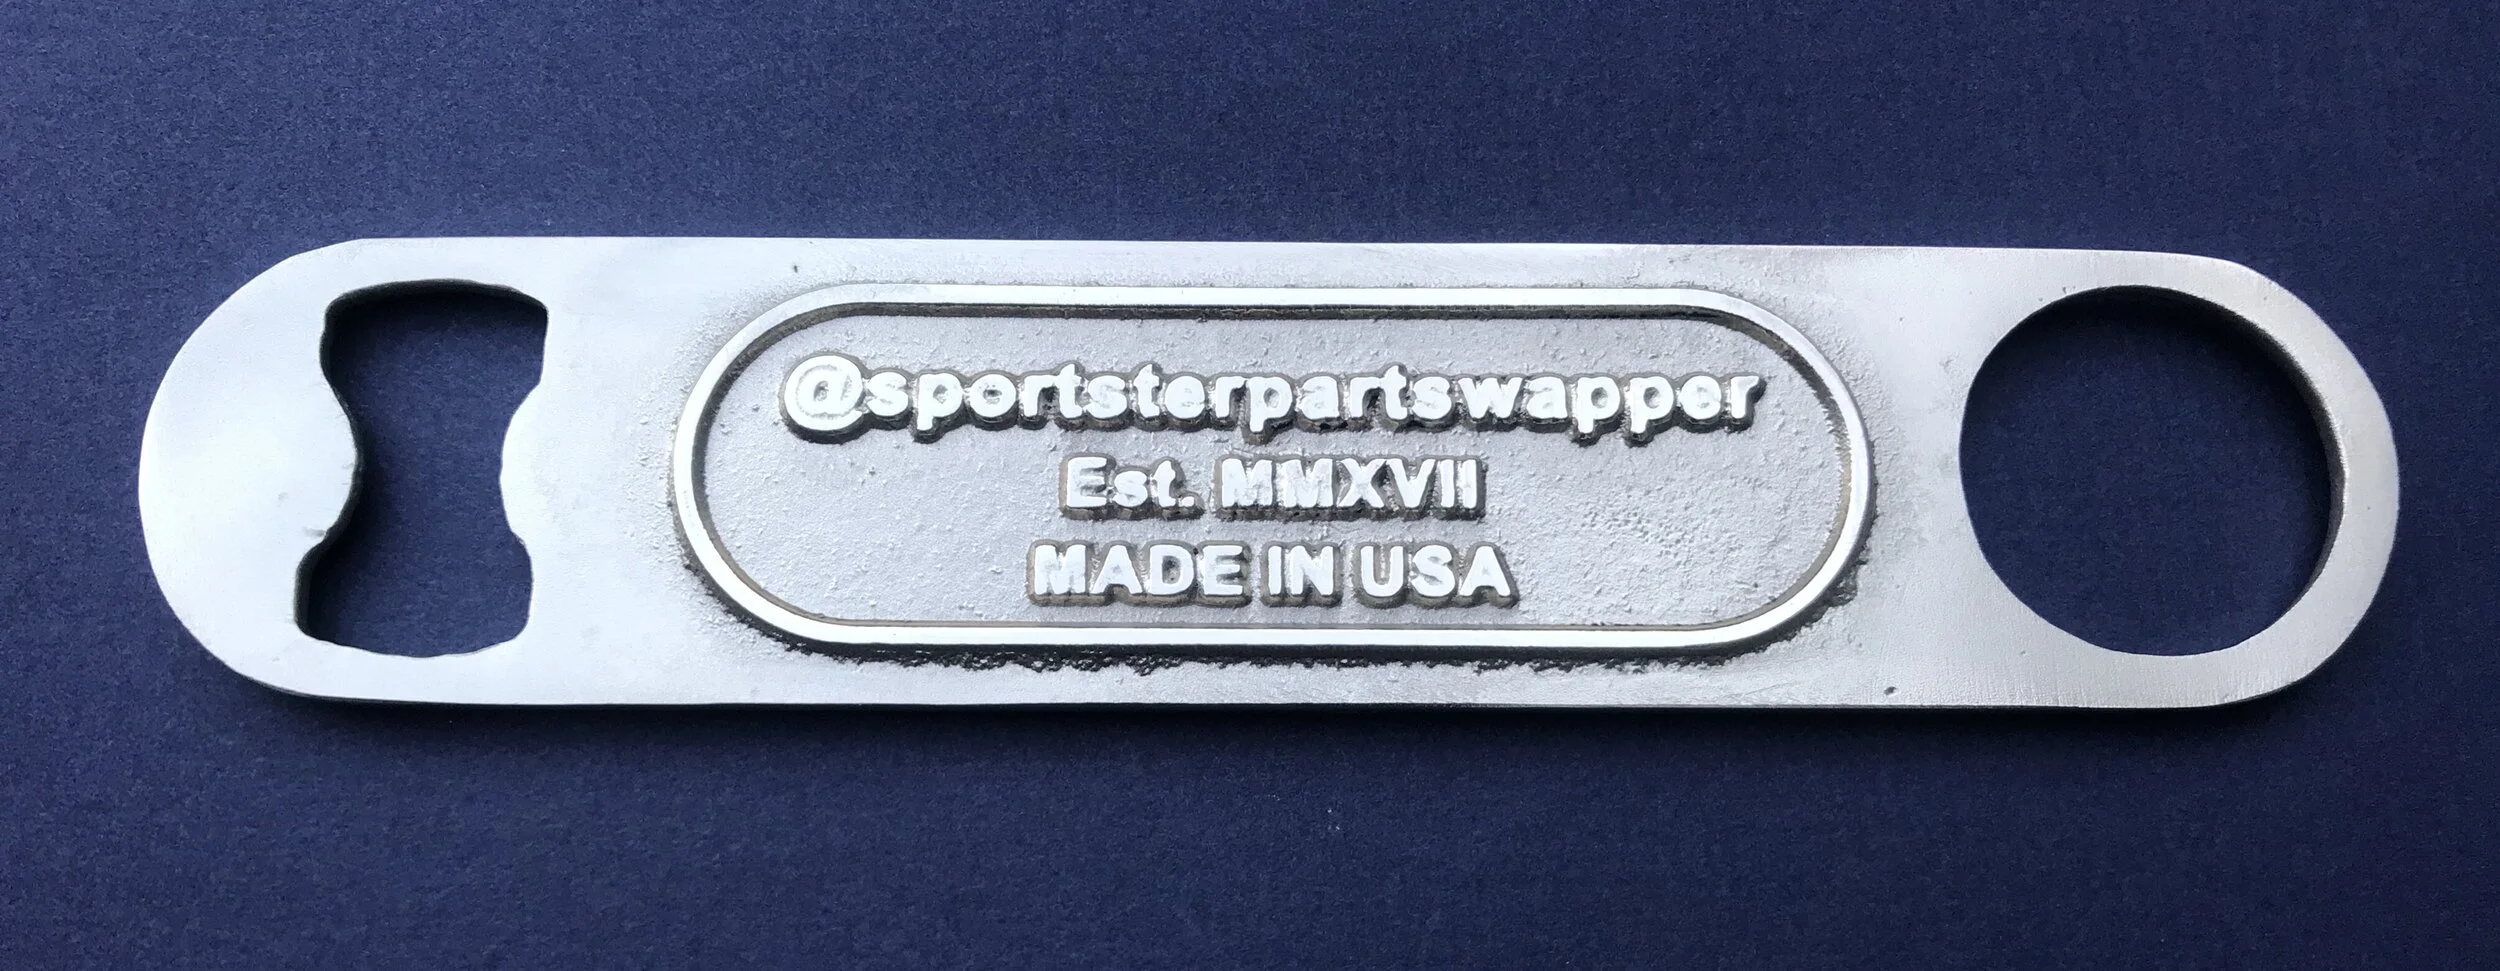 @sportsterpartswapper
Est. MMXVII
MADE IN USA